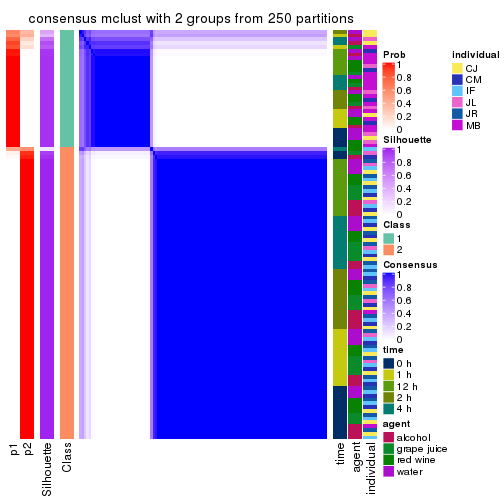 consensus mclust with 2 groups from 250 partitions
Prob
1
0.8
0.6
0.4
0.2
0
Silhouette
1
0.8
0.6
0.4
0.2
0
Class
1
2
Consensus
1
0.8
0.6
0.4
0.2
0
time
0 h
1 h
12 h
2 h
4 h
agent
alcohol
grape juice
red wine
water
individual
CJ
CM
IF
JL
JR
MB
p1
p2
Silhouette
Class
time
agent
individual